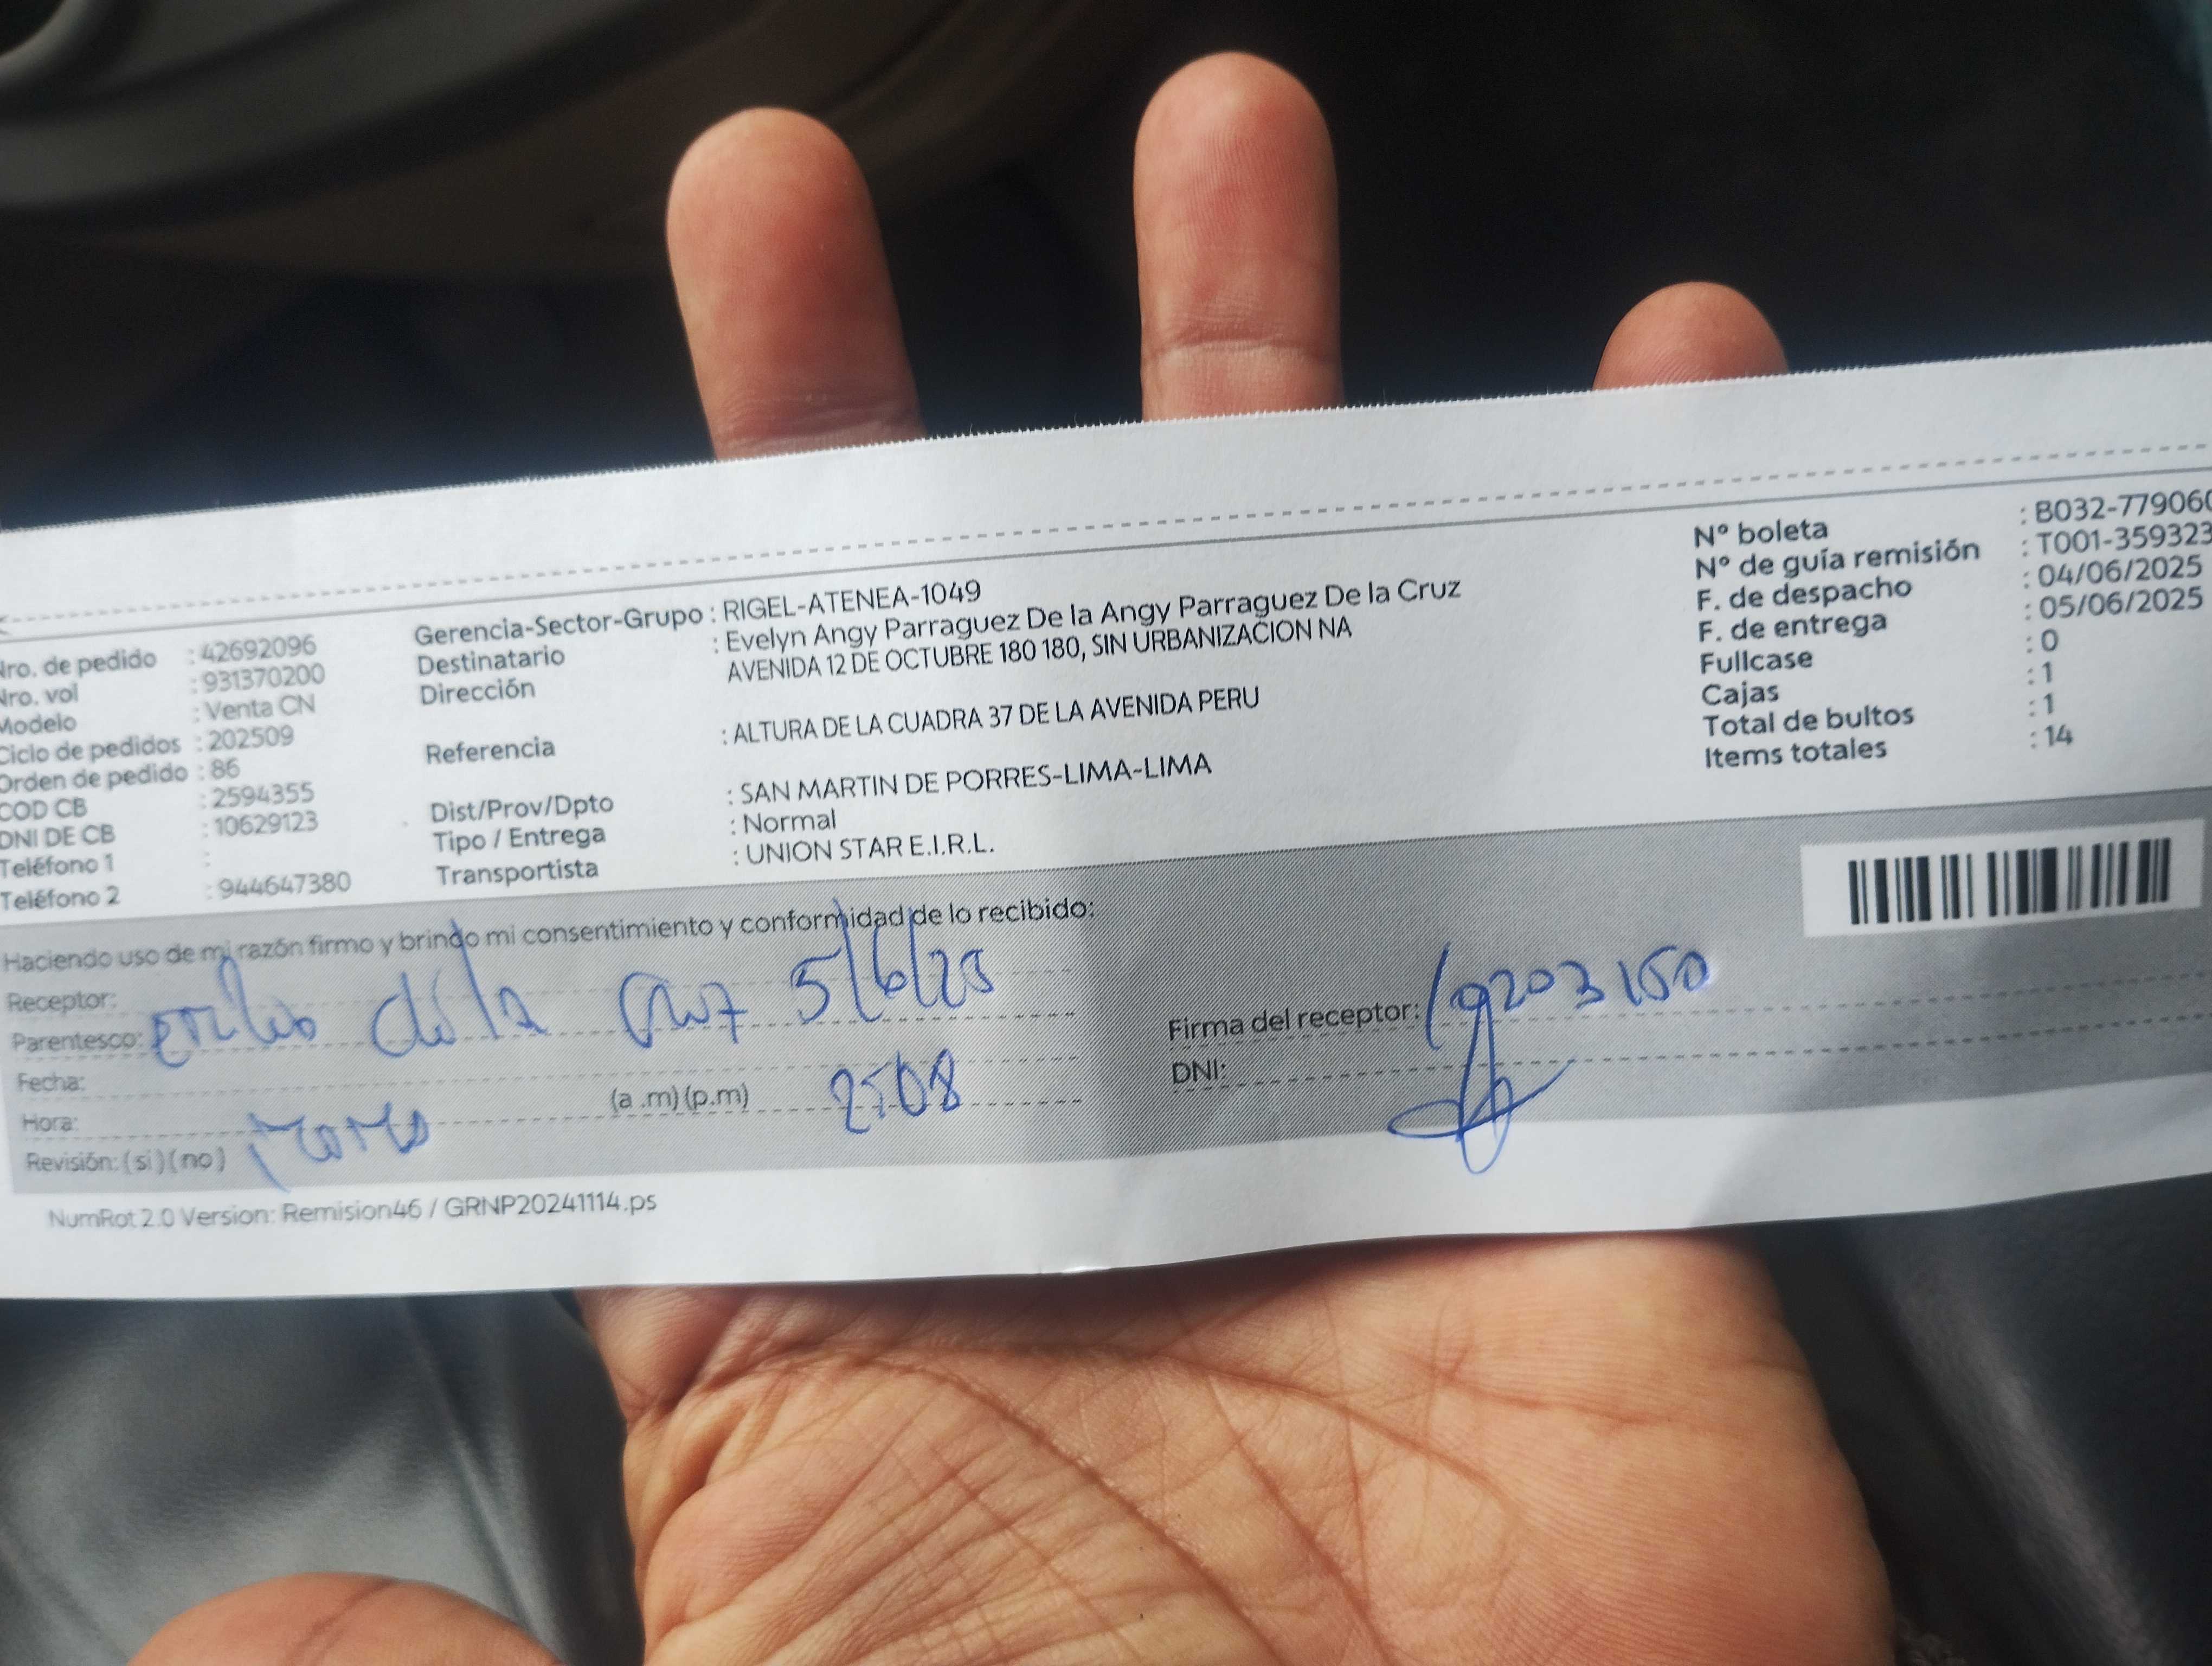 Nro. de pedido : 42692096
Nro. vol : 931370200
Modelo : Venta CN
Ciclo de pedidos : 202509
Orden de pedido : 86
COD CB : 2594355
DNI DE CB : 10629123
Teléfono 1 :
Teléfono 2 : 944647380
Gerencia-Sector-Grupo : RIGEL-ATENEA-1049
Destinatario : Evelyn Angy Parraguez De la Angy Parraguez De la Cruz
Dirección AVENIDA 12 DE OCTUBRE 180 180, SIN URBANIZACION NA
Referencia : ALTURA DE LA CUADRA 37 DE LA AVENIDA PERU
Dist/Prov/Dpto : SAN MARTIN DE PORRES-LIMA-LIMA
Tipo / Entrega : Normal
Transportista : UNION STAR E.I.R.L.
N° boleta : B032-779060
N° de guía remisión : T001-359323
F. de despacho : 04/06/2025
F. de entrega : 05/06/2025
Fullcase : 0
Cajas : 1
Total de bultos : 1
Items totales : 14
Haciendo uso de mi razón firmo y brindo mi consentimiento y conformidad de lo recibido:
Receptor:
Parentesco: de la Cruz 5/6/25
Fecha:
Hora: (a .m)(p.m) 2:08
Revisión: (si)(no)
Firma del receptor:
DNI:
NumRot 2.0 Version: Remision46 / GRNP20241114.ps